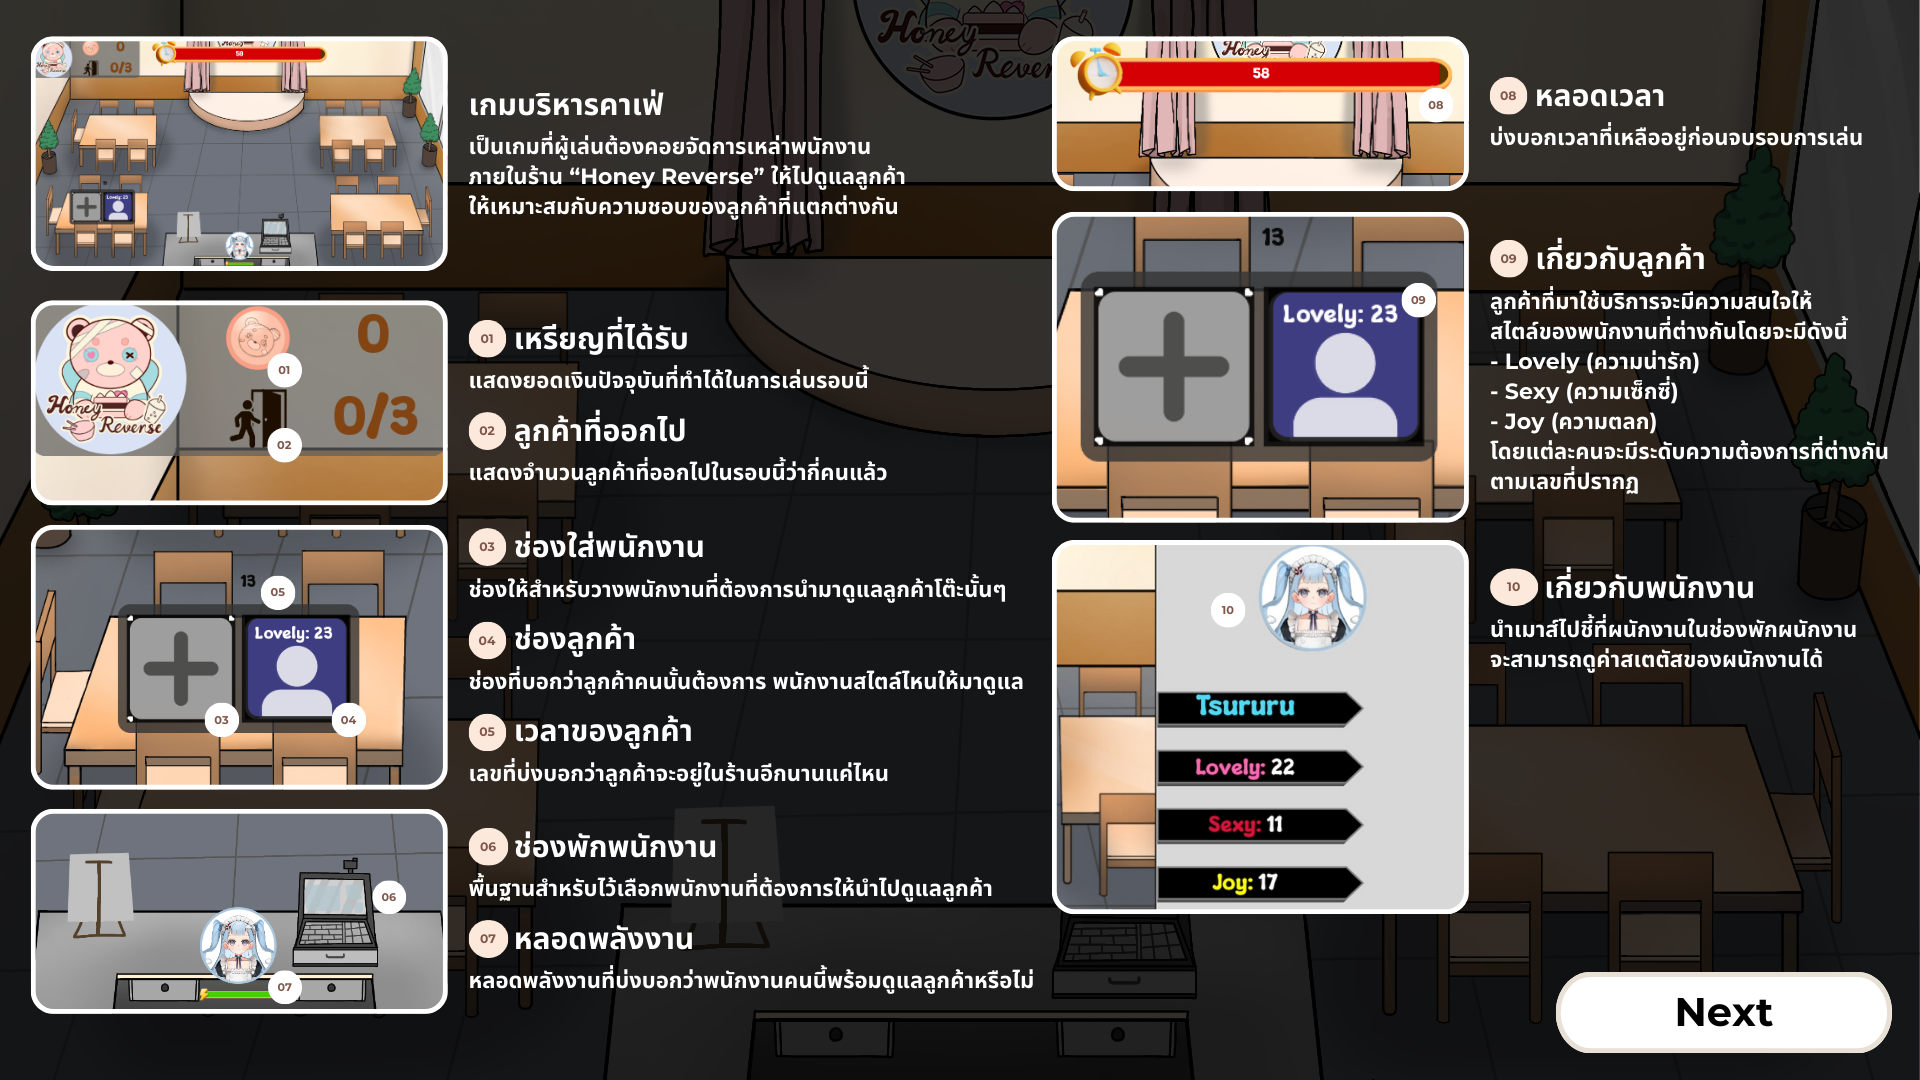 Honey
Reverse
0
0/3
58
Lovely: 23
เกมบริหารคาเฟ่
เป็นเกมที่ผู้เล่นต้องคอยจัดการเหล่าพนักงาน
ภายในร้าน “Honey Reverse” ให้ไปดูแลลูกค้า
ให้เหมาะสมกับความชอบของลูกค้าที่แตกต่างกัน
Honey
Reverse
0
0/3
01
02
01 เหรียญที่ได้รับ
แสดงยอดเงินปัจจุบันที่ทำได้ในการเล่นรอบนี้
02 ลูกค้าที่ออกไป
แสดงจำนวนลูกค้าที่ออกไปในรอบนี้ว่ากี่คนแล้ว
13
05
Lovely: 23
03
04
03 ช่องใส่พนักงาน
ช่องให้สำหรับวางพนักงานที่ต้องการนำมาดูแลลูกค้าโต๊ะนั้นๆ
04 ช่องลูกค้า
ช่องที่บอกว่าลูกค้าคนนั้นต้องการ พนักงานสไตล์ไหนให้มาดูแล
05 เวลาของลูกค้า
เลขที่บ่งบอกว่าลูกค้าจะอยู่ในร้านอีกนานแค่ไหน
06
07
06 ช่องพักพนักงาน
พื้นฐานสำหรับไว้เลือกพนักงานที่ต้องการให้นำไปดูแลลูกค้า
07 หลอดพลังงาน
หลอดพลังงานที่บ่งบอกว่าพนักงานคนนี้พร้อมดูแลลูกค้าหรือไม่
Honey
58
08
08 หลอดเวลา
บ่งบอกเวลาที่เหลืออยู่ก่อนจบรอบการเล่น
13
Lovely: 23
09
09 เกี่ยวกับลูกค้า
ลูกค้าที่มาใช้บริการจะมีความสนใจให้
สไตล์ของพนักงานที่ต่างกันโดยจะมีดังนี้
- Lovely (ความน่ารัก)
- Sexy (ความเซ็กซี่)
- Joy (ความตลก)
โดยแต่ละคนจะมีระดับความต้องการที่ต่างกัน
ตามเลขที่ปรากฏ
10
Tsururu
Lovely: 22
Sexy: 11
Joy: 17
10 เกี่ยวกับพนักงาน
นำเมาส์ไปชี้ที่ผนักงานในช่องพักผนักงาน
จะสามารถดูค่าสเตตัสของผนักงานได้
Next